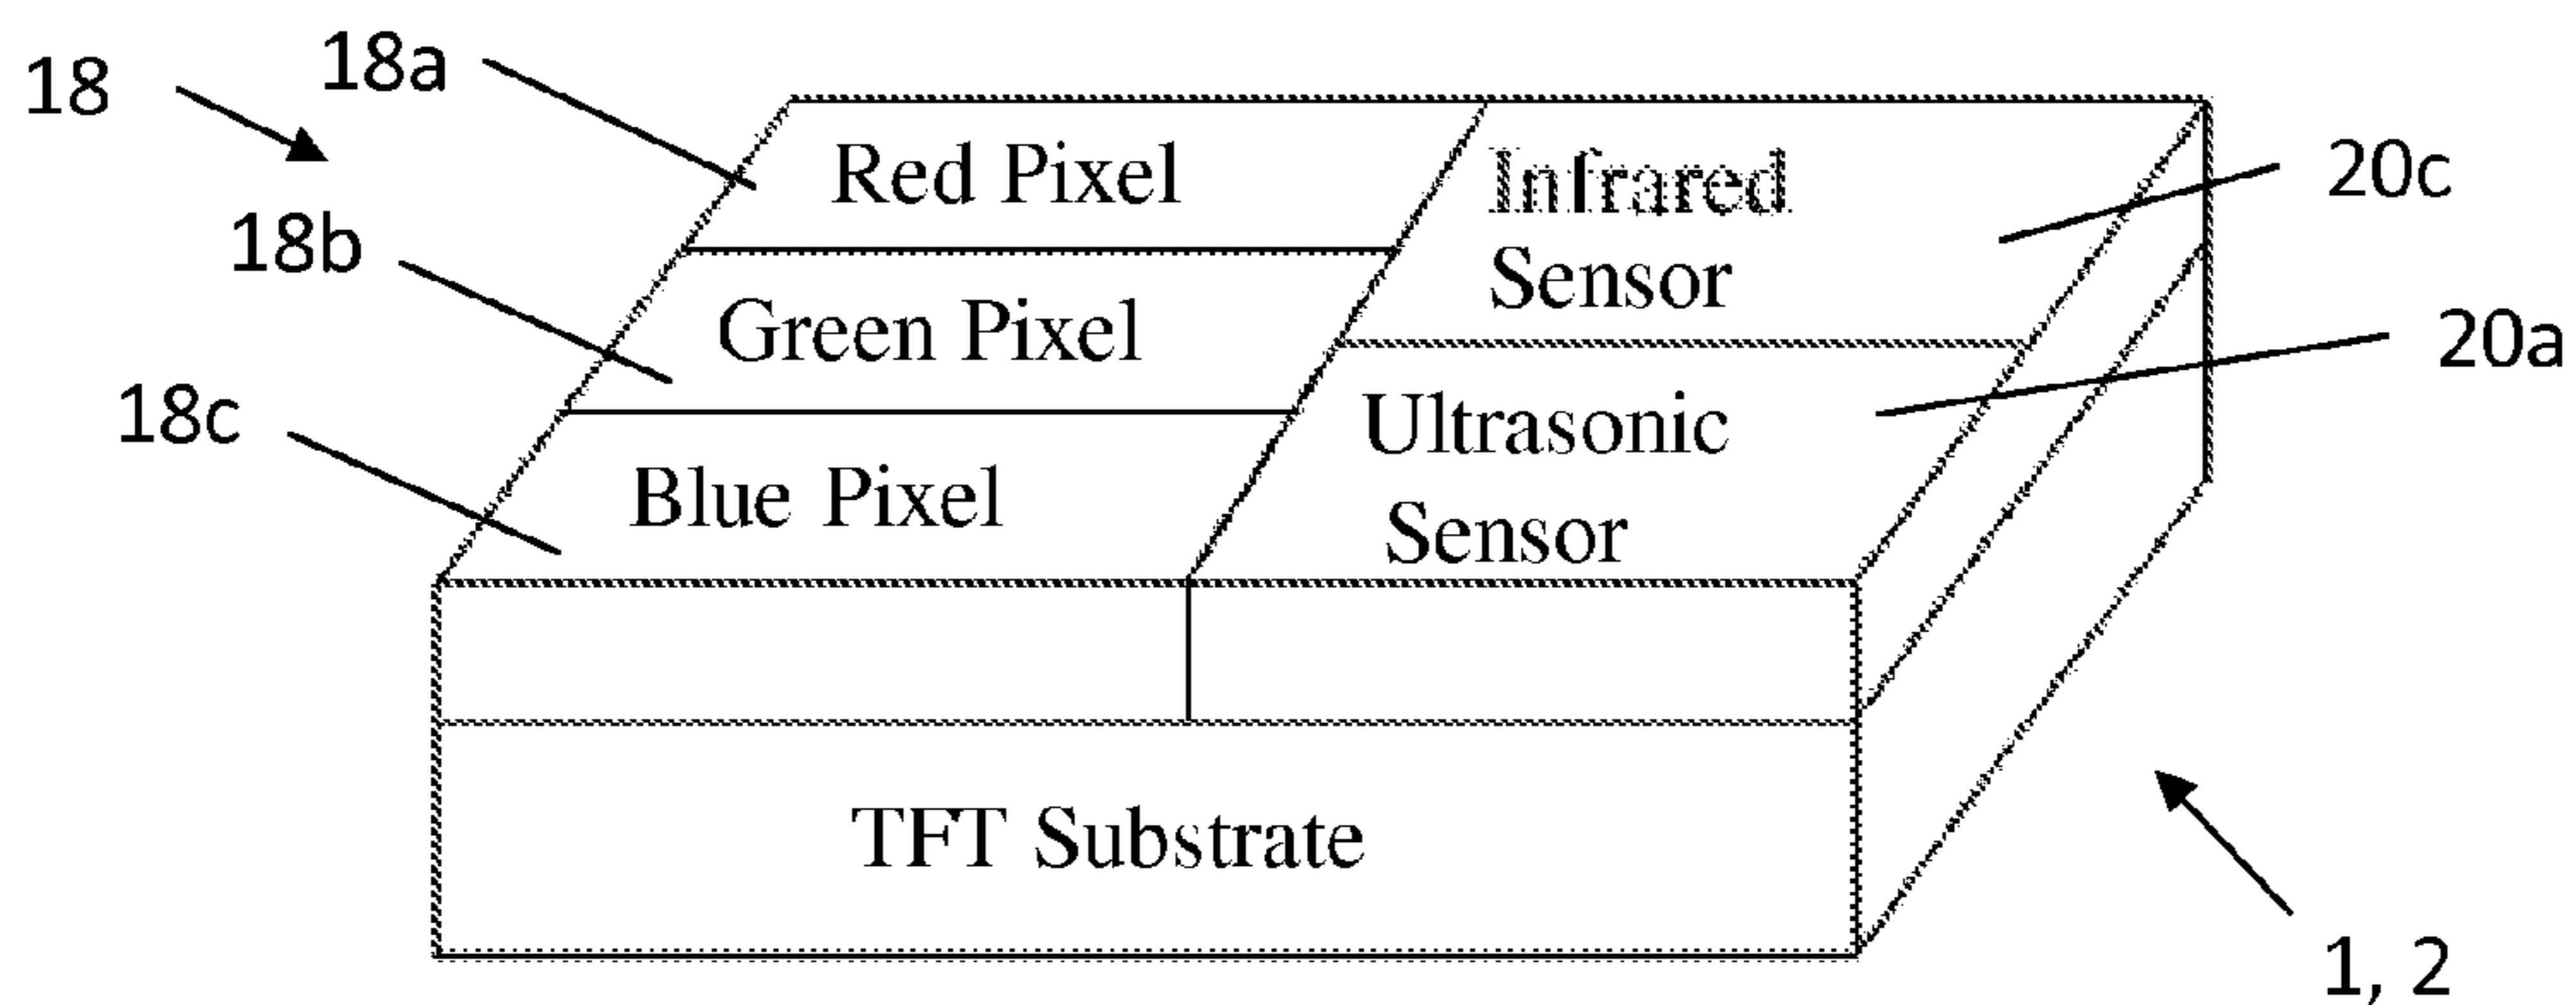 18
18a
18b
18c
Red Pixel
Green Pixel
Blue Pixel
Infrared
Sensor
Ultrasonic
Sensor
20c
20a
TFT Substrate
1, 2